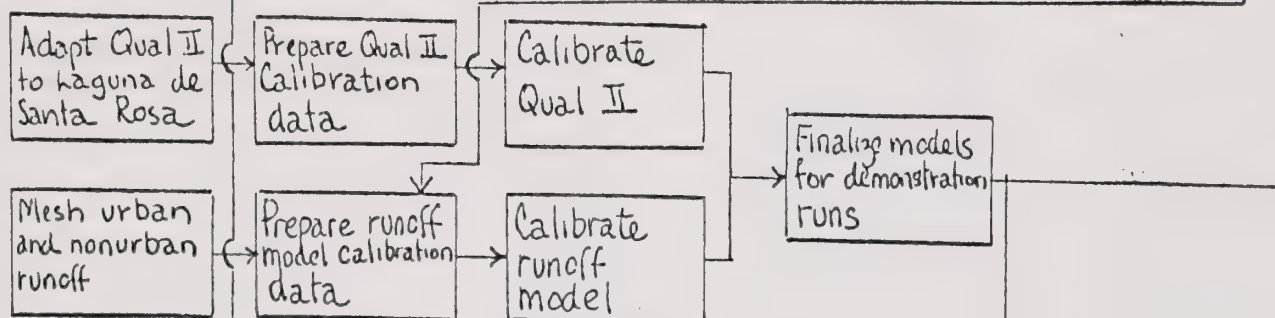 Adapt Qual II
to Laguna de
Santa Rosa
Prepare Qual II
Calibration
data
Calibrate
Qual II
Finalize models
for demonstration
runs
Mesh urban
and nonurban
runoff
Prepare runoff
model calibration
data
Calibrate
runoff
model